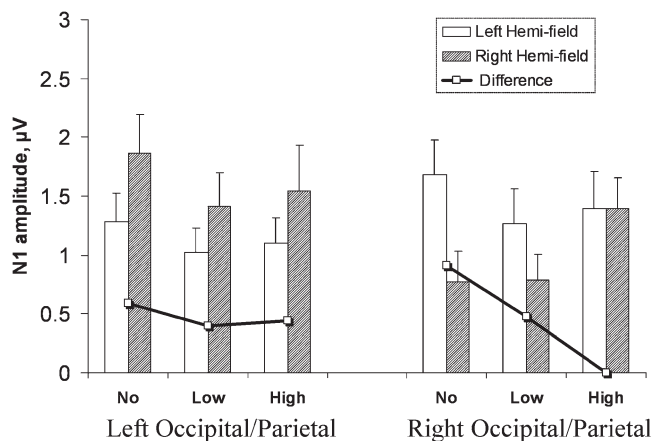 3
2.5
2
1.5
1
0.5
0
N1 amplitude, µV
Left Hemi-field
Right Hemi-field
Difference
No Low High No Low High
Left Occipital/Parietal Right Occipital/Parietal